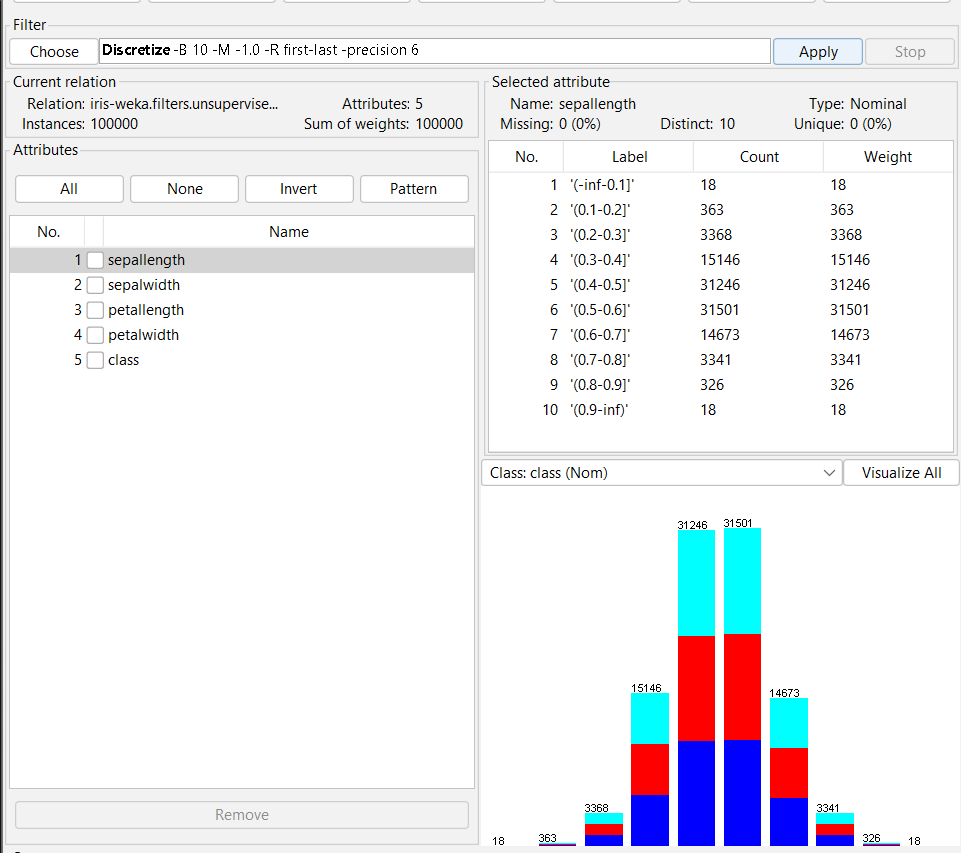 Filter
Choose Discretize -B 10 -M -1.0 -R first-last -precision 6 Apply Stop
Current relation
Relation: iris-weka.filters.unsupervise... Attributes: 5
Instances: 100000 Sum of weights: 100000
Attributes
All None Invert Pattern
No. Name
1 sepallength
2 sepalwidth
3 petallength
4 petalwidth
5 class
Remove
Selected attribute
Name: sepallength Type: Nominal
Missing: 0 (0%) Distinct: 10 Unique: 0 (0%)
No. Label Count Weight
1 '(-inf-0.1]' 18 18
2 '(0.1-0.2]' 363 363
3 '(0.2-0.3]' 3368 3368
4 '(0.3-0.4]' 15146 15146
5 '(0.4-0.5]' 31246 31246
6 '(0.5-0.6]' 31501 31501
7 '(0.6-0.7]' 14673 14673
8 '(0.7-0.8]' 3341 3341
9 '(0.8-0.9]' 326 326
10 '(0.9-inf)' 18 18
Class: class (Nom) Visualize All
18 363 3368 15146 31246 31501 14673 3341 326 18